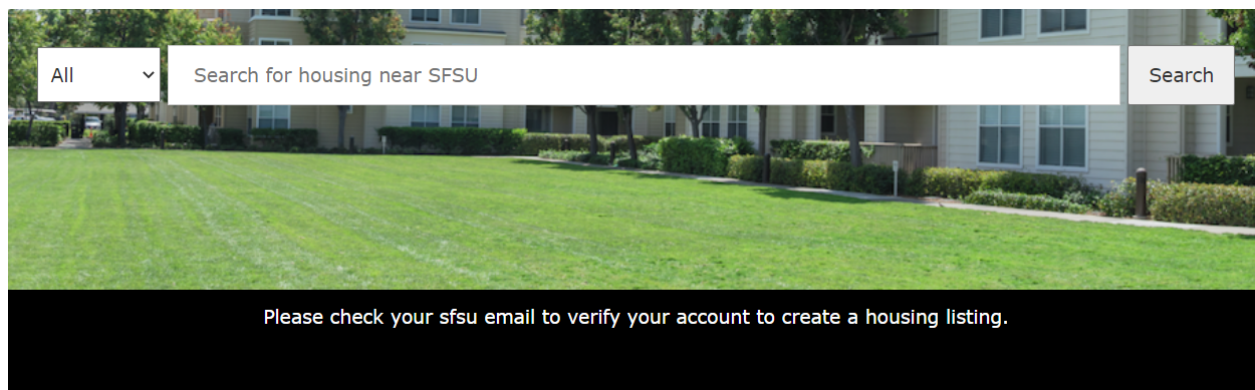 All
Search for housing near SFSU
Search
Please check your sfsu email to verify your account to create a housing listing.